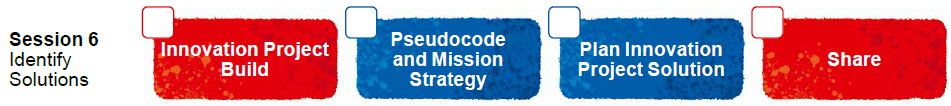 Session 6
Identify
Solutions
Innovation Project
Build
Pseudocode
and Mission
Strategy
Plan Innovation
Project Solution
Share